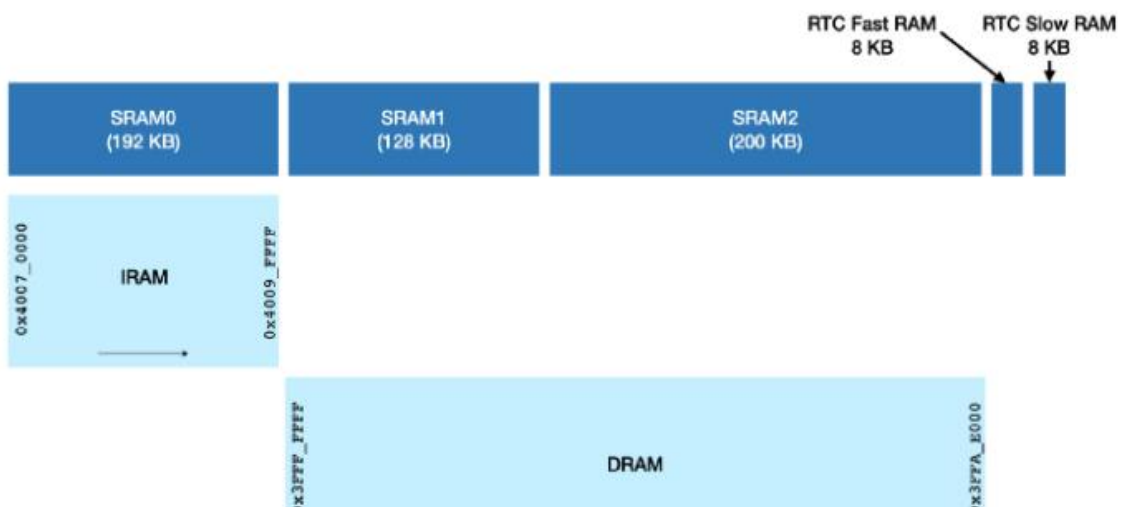 RTC Fast RAM
8 KB
RTC Slow RAM
8 KB
SRAM0
(192 KB)
SRAM1
(128 KB)
SRAM2
(200 KB)
0x4007_0000
IRAM
0x4009_FFFF
0x3FFF_FFFF
DRAM
0x3FFA_E000